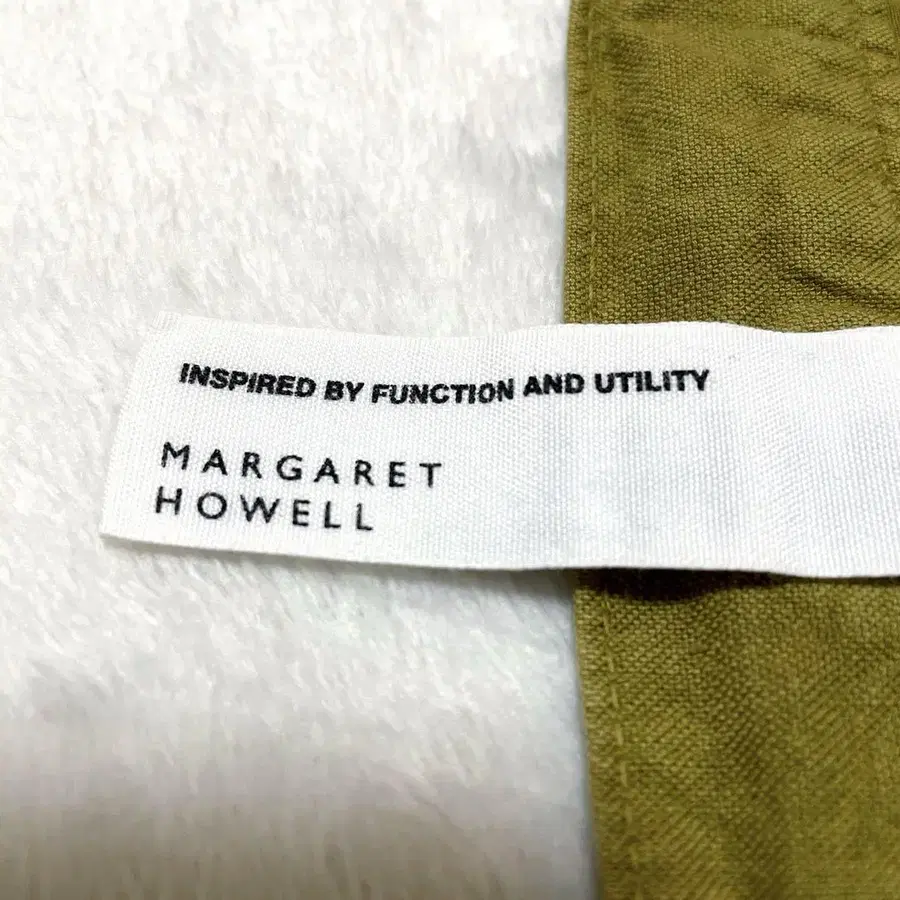 INSPIRED BY FUNCTION AND UTILITY
MARGARET
HOWELL